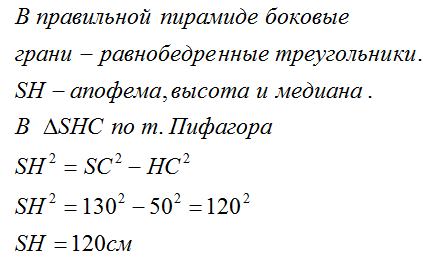 В правильной пирамиде боковые
грани – равнобедренные треугольники.
SH – апофема, высота и медиана .
В ΔSHC по т. Пифагора
SH² = SC² – HC²
SH² = 130² – 50² = 120²
SH = 120см